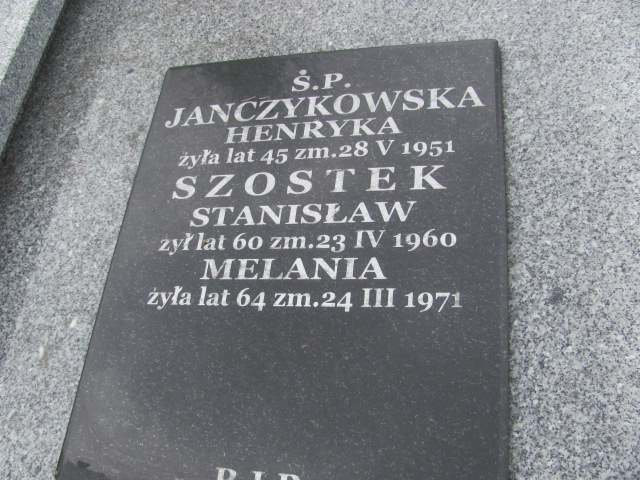 Ś.P.
JANCZYKOWSKA
HENRYKA
żyła lat 45 zm.28 V 1951
SZOSTEK
STANISŁAW
żył lat 60 zm.23 IV 1960
MELANIA
żyła lat 64 zm.24 III 1971
R.I.P.